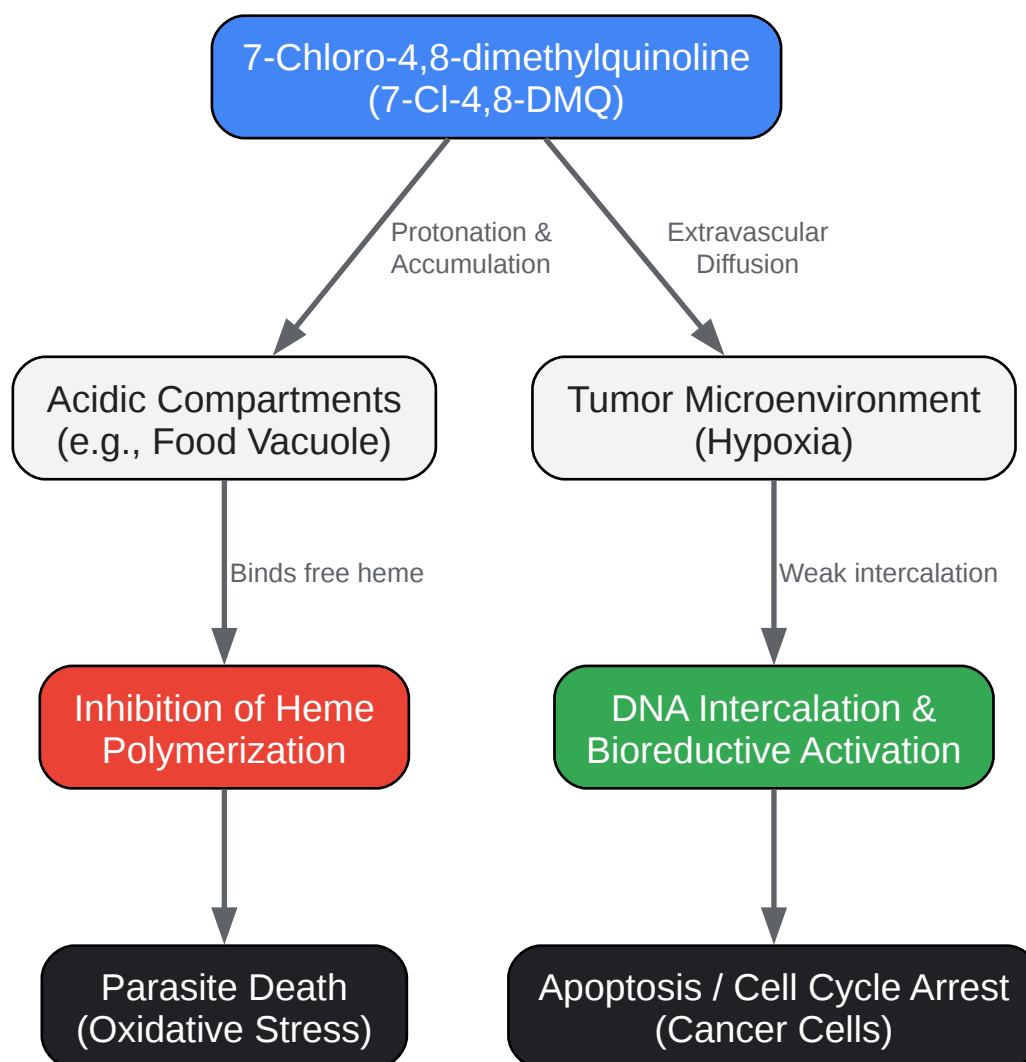 7-Chloro-4,8-dimethylquinoline
(7-Cl-4,8-DMQ)
Protonation &
Accumulation
Extravascular
Diffusion
Acidic Compartments
(e.g., Food Vacuole)
Tumor Microenvironment
(Hypoxia)
Binds free heme
Weak intercalation
Inhibition of Heme
Polymerization
DNA Intercalation &
Bioreductive Activation
Parasite Death
(Oxidative Stress)
Apoptosis / Cell Cycle Arrest
(Cancer Cells)